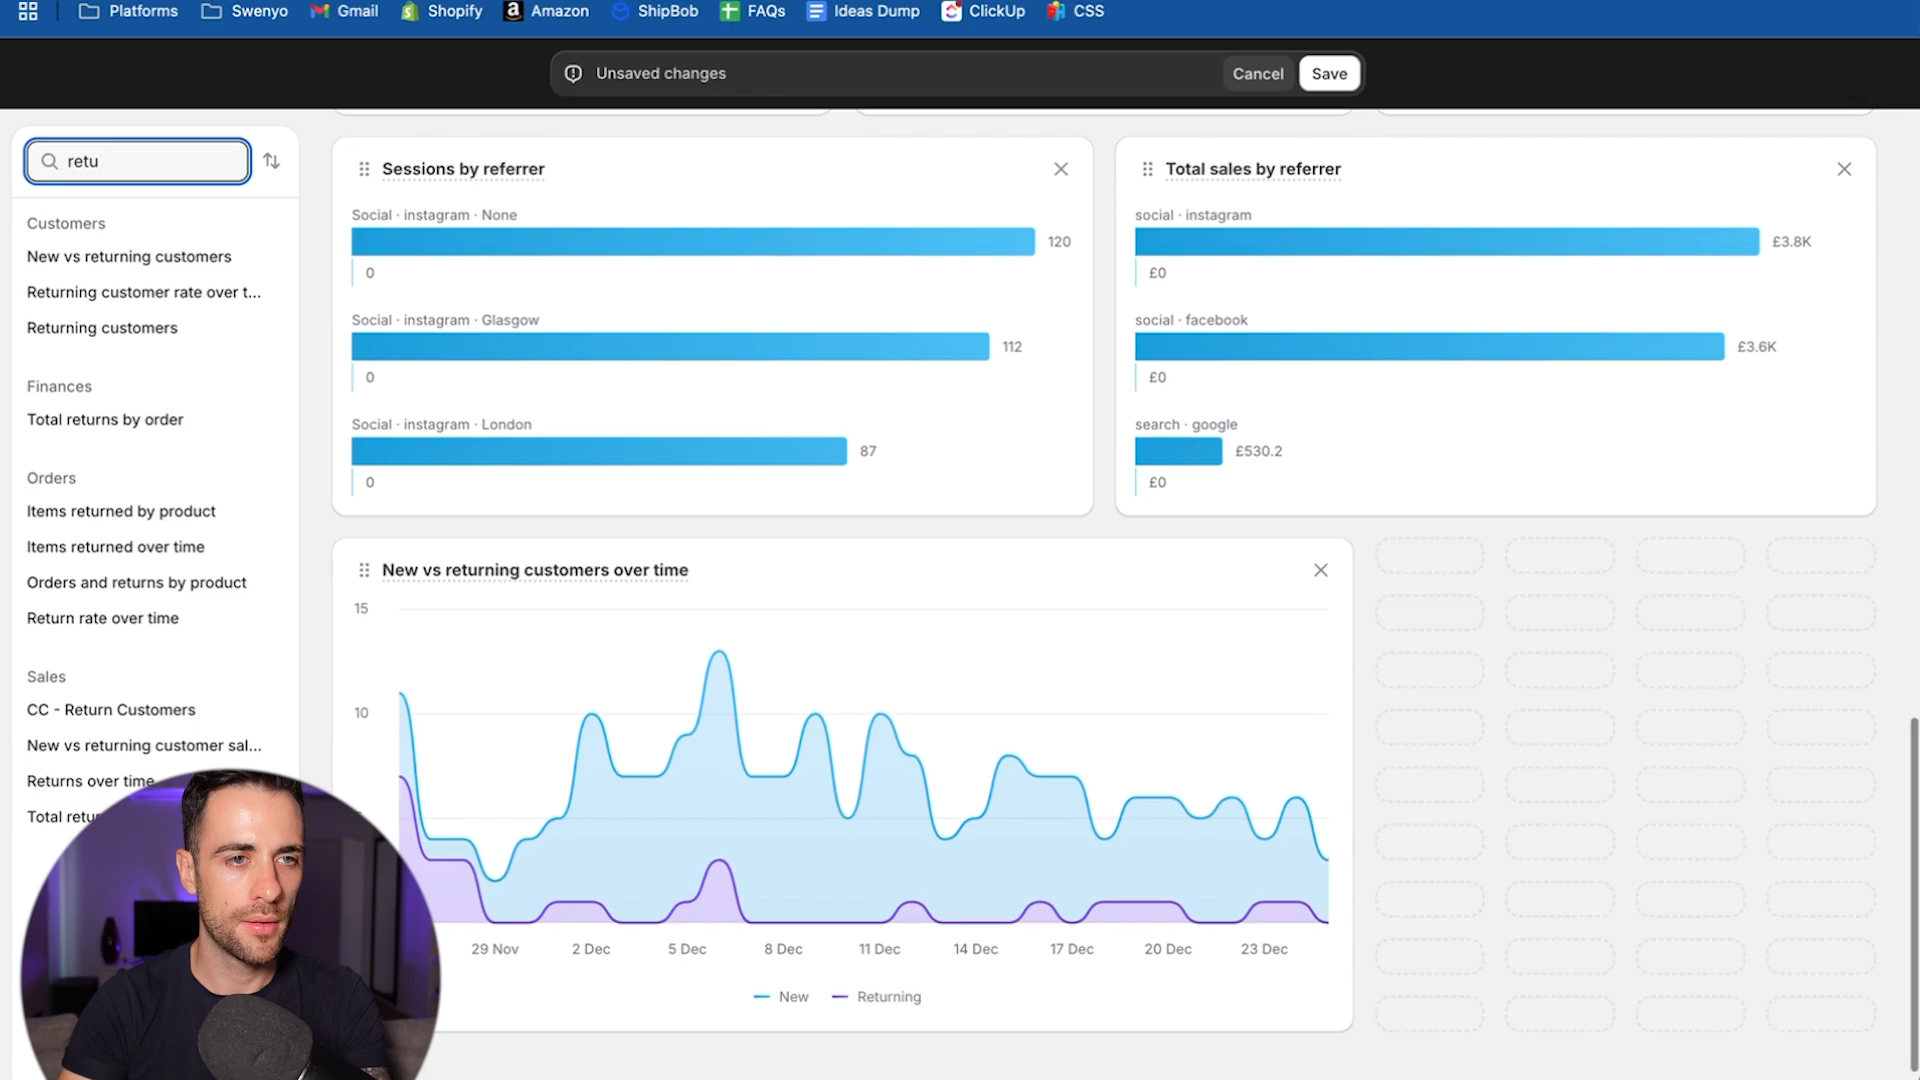 Platforms Swenyo Gmail Shopify Amazon ShipBob FAQs Ideas Dump ClickUp CSS
Unsaved changes Cancel Save
retu
Customers
New vs returning customers
Returning customer rate over t...
Returning customers
Finances
Total returns by order
Orders
Items returned by product
Items returned over time
Orders and returns by product
Return rate over time
Sales
CC - Return Customers
New vs returning customer sal...
Returns over time
Total retu
Sessions by referrer
Social · instagram · None
120
0
Social · instagram · Glasgow
112
0
Social · instagram · London
87
0
Total sales by referrer
social · instagram
£3.8K
£0
social · facebook
£3.6K
£0
search · google
£530.2
£0
New vs returning customers over time
15
10
29 Nov 2 Dec 5 Dec 8 Dec 11 Dec 14 Dec 17 Dec 20 Dec 23 Dec
New Returning